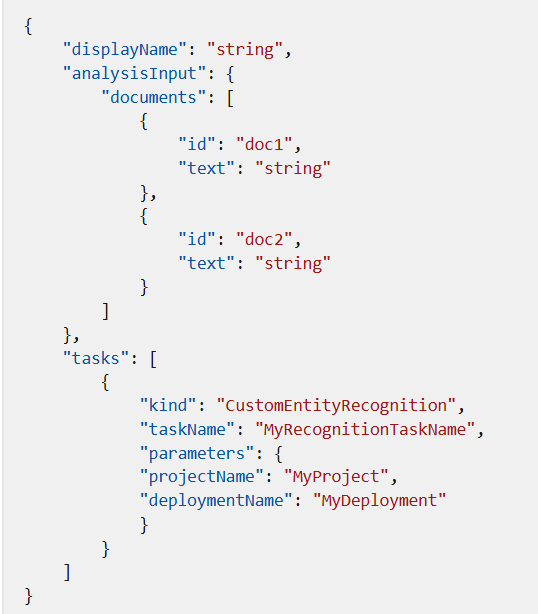 {
    "displayName": "string",
    "analysisInput": {
        "documents": [
            {
                "id": "doc1",
                "text": "string"
            },
            {
                "id": "doc2",
                "text": "string"
            }
        ]
    },
    "tasks": [
        {
            "kind": "CustomEntityRecognition",
            "taskName": "MyRecognitionTaskName",
            "parameters": {
            "projectName": "MyProject",
            "deploymentName": "MyDeployment"
            }
        }
    ]
}